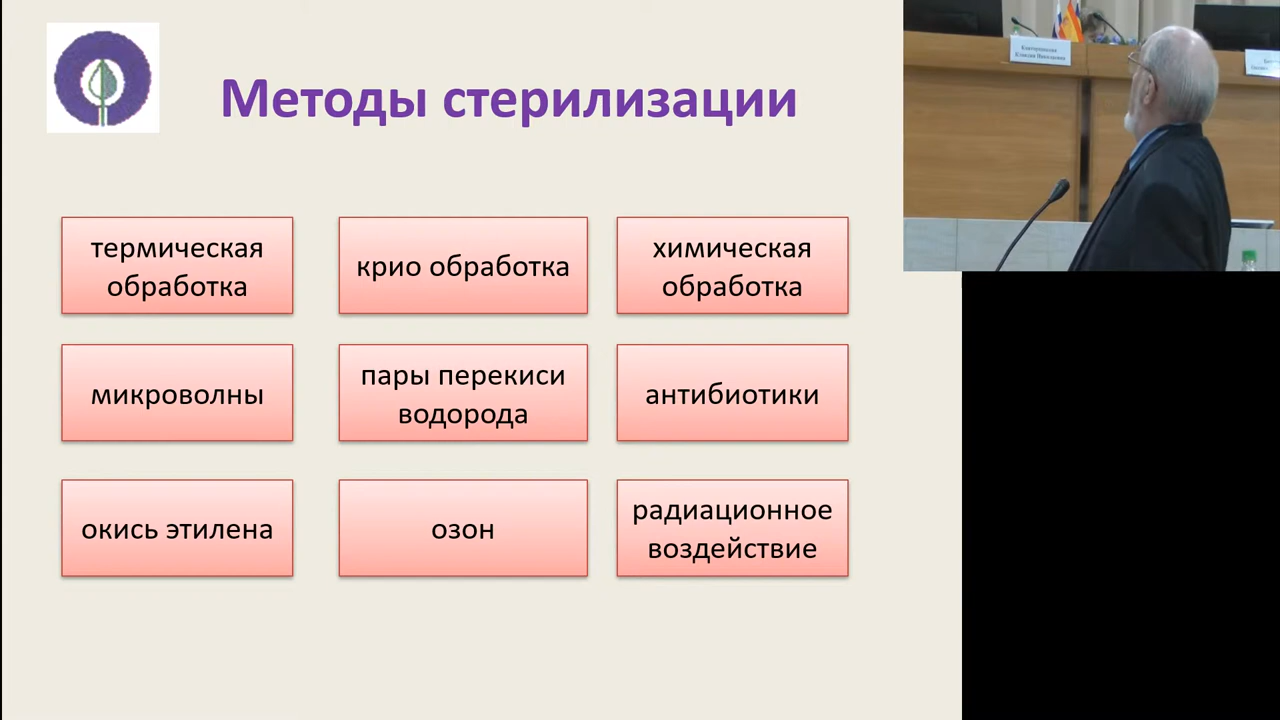 Методы стерилизации
термическая
обработка
крио обработка
химическая
обработка
микроволны
пары перекиси
водорода
антибиотики
окись этилена
озон
радиационное
воздействие